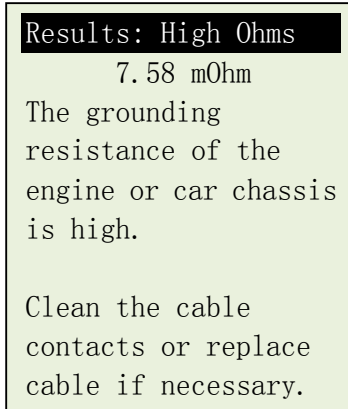 Results: High Ohms
7.58 mOhm
The grounding
resistance of the
engine or car chassis
is high.
Clean the cable
contacts or replace
cable if necessary.